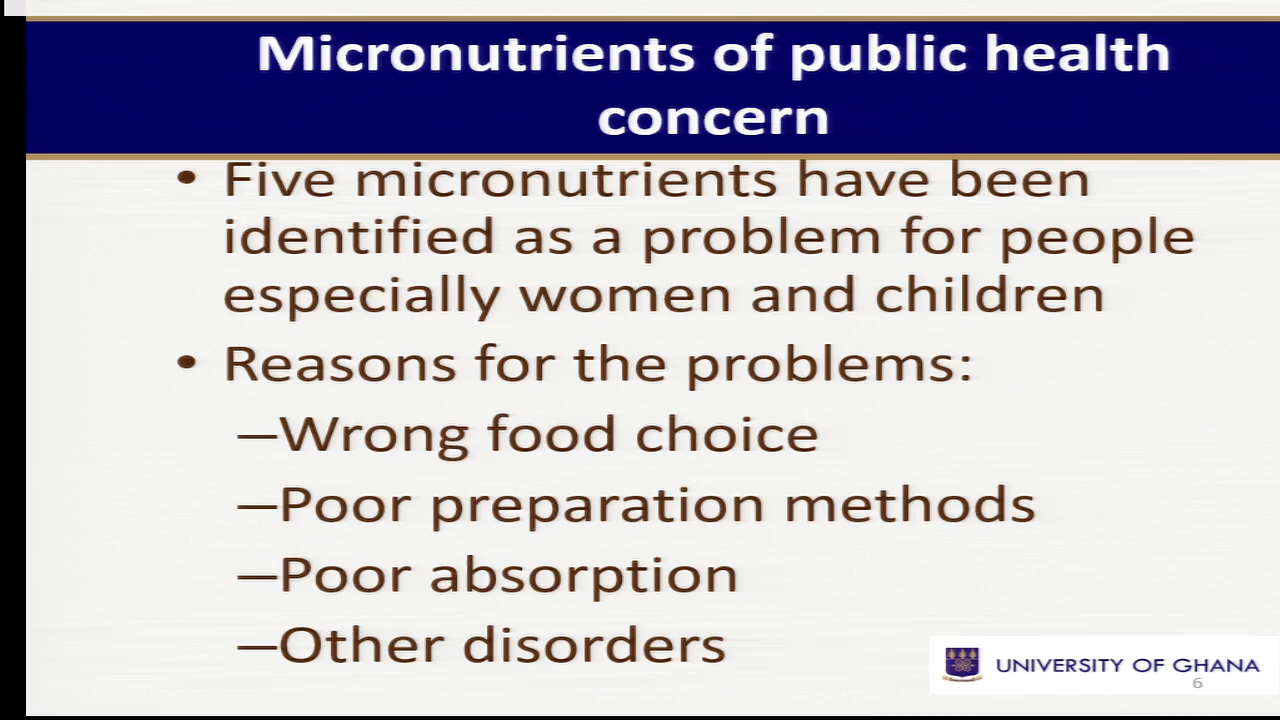 Micronutrients of public health
concern
• Five micronutrients have been
identified as a problem for people
especially women and children
• Reasons for the problems:
–Wrong food choice
–Poor preparation methods
–Poor absorption
–Other disorders
UNIVERSITY OF GHANA
6